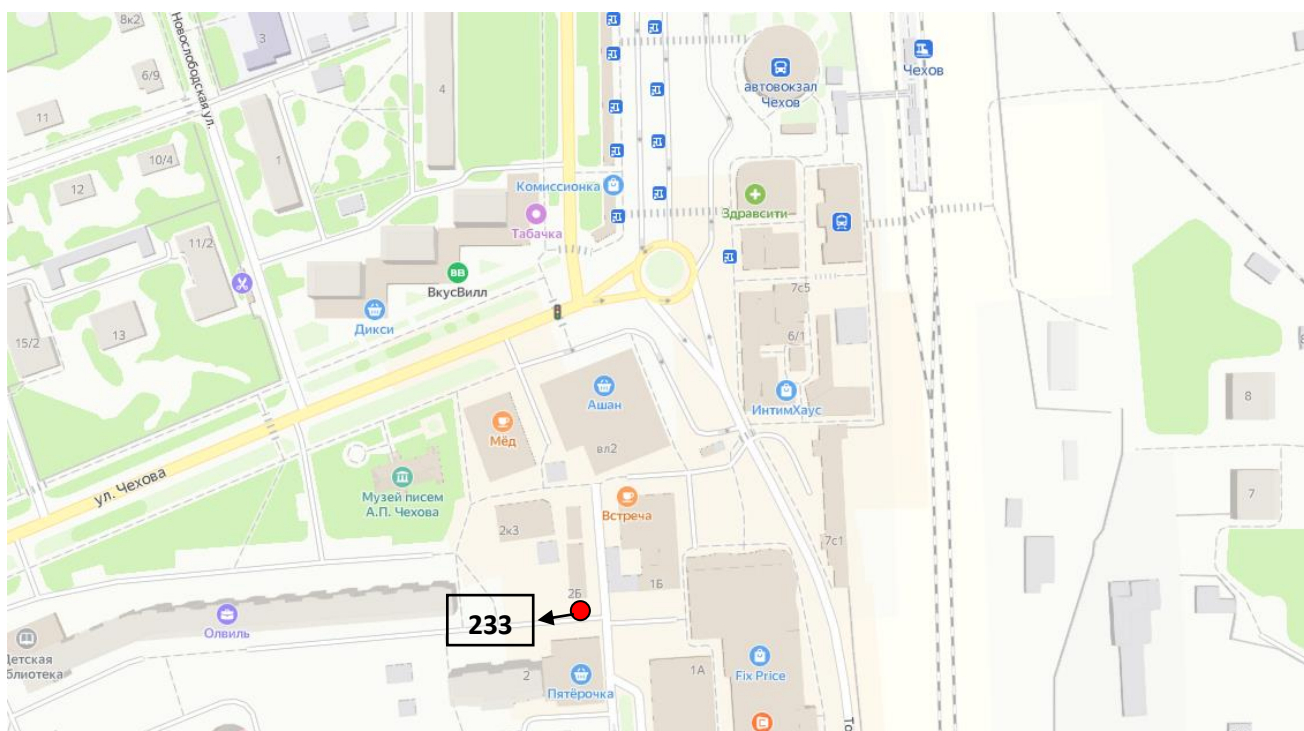 8к2
3
Новослободская ул.
6/9
4
11
10/4
1
12
11/2
13
15/2
автовокзал
Чехов
Чехов
Комиссионка
Табачка
Здравсити
ВВ
ВкусВилл
Дикси
7с5
6/1
ИнтимХаус
Ашан
вл2
Мёд
8
7
ул. Чехова
Музей писем
А.П. Чехова
Встреча
2к3
7с1
2Б
1Б
233
Олвиль
Детская
библиотека
2
Пятёрочка
1А
Fix Price